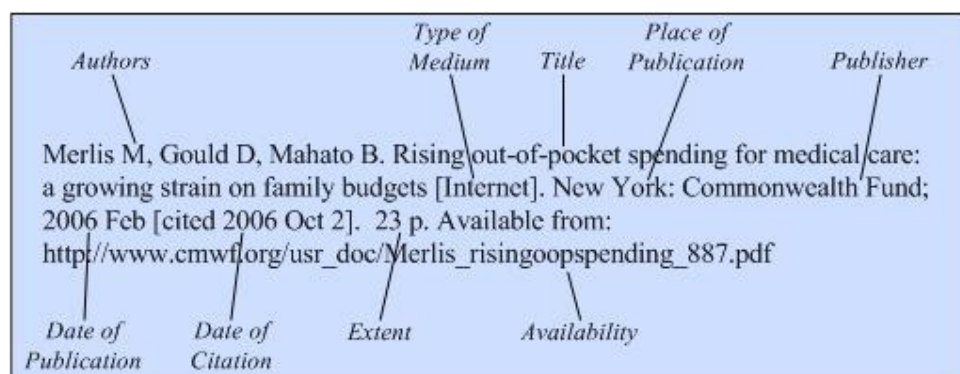 Type of Place of
Authors Medium Title Publication Publisher
Merlis M, Gould D, Mahato B. Rising out-of-pocket spending for medical care:
a growing strain on family budgets [Internet]. New York: Commonwealth Fund;
2006 Feb [cited 2006 Oct 2].  23 p. Available from:
http://www.cmwf.org/usr_doc/Merlis_risingoopspending_887.pdf
Date of Date of Extent Availability
Publication Citation